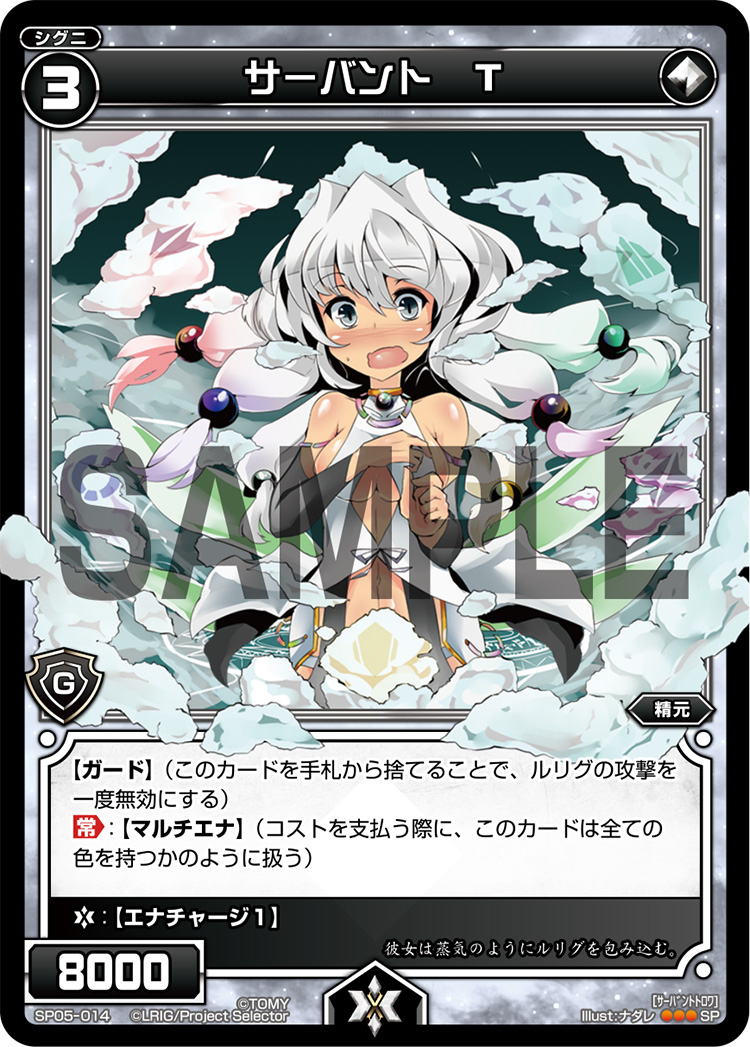 シグニ
3
サーバント　T
SAMPLE
G
精元
【ガード】（このカードを手札から捨てることで、ルリグの攻撃を
一度無効にする）
常：【マルチエナ】（コストを支払う際に、このカードは全ての
色を持つかのように扱う）
：【エナチャージ１】
彼女は蒸気のようにルリグを包み込む。
8000
©TOMY
SP05-014 ©LRIG/Project Selector
[サーバントトロワ]
Illust:ナダレ SP